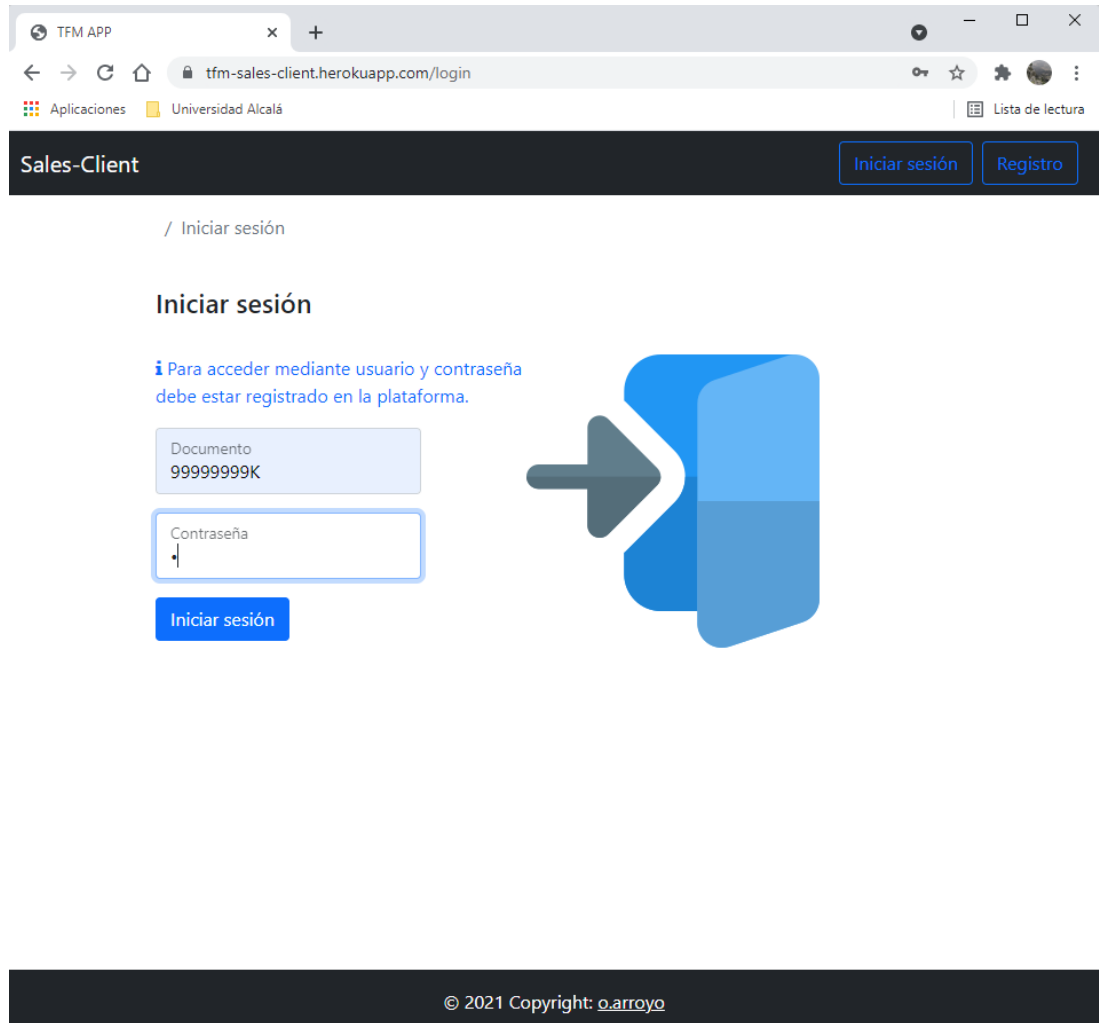 TFM APP
tfm-sales-client.herokuapp.com/login
Aplicaciones Universidad Alcalá Lista de lectura
Sales-Client Iniciar sesión Registro
/ Iniciar sesión
Iniciar sesión
Para acceder mediante usuario y contraseña
debe estar registrado en la plataforma.
Documento
99999999K
Contraseña
•
Iniciar sesión
© 2021 Copyright: o.arroyo